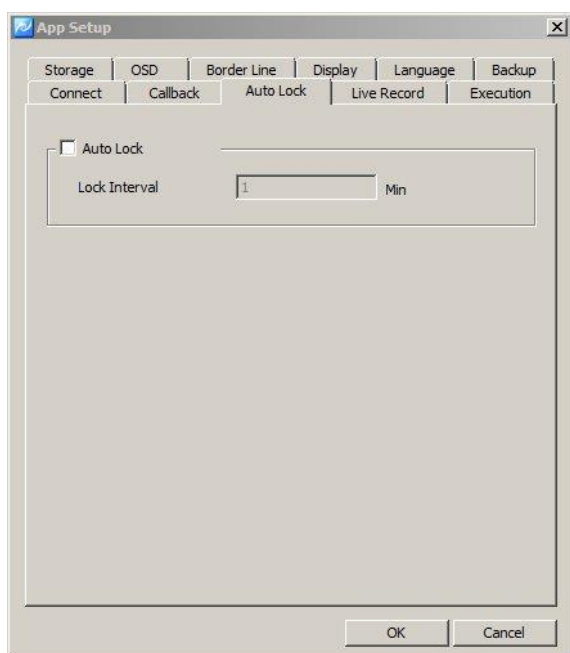 App Setup
Storage OSD Border Line Display Language Backup
Connect Callback Auto Lock Live Record Execution
Auto Lock
Lock Interval 1 Min
OK Cancel